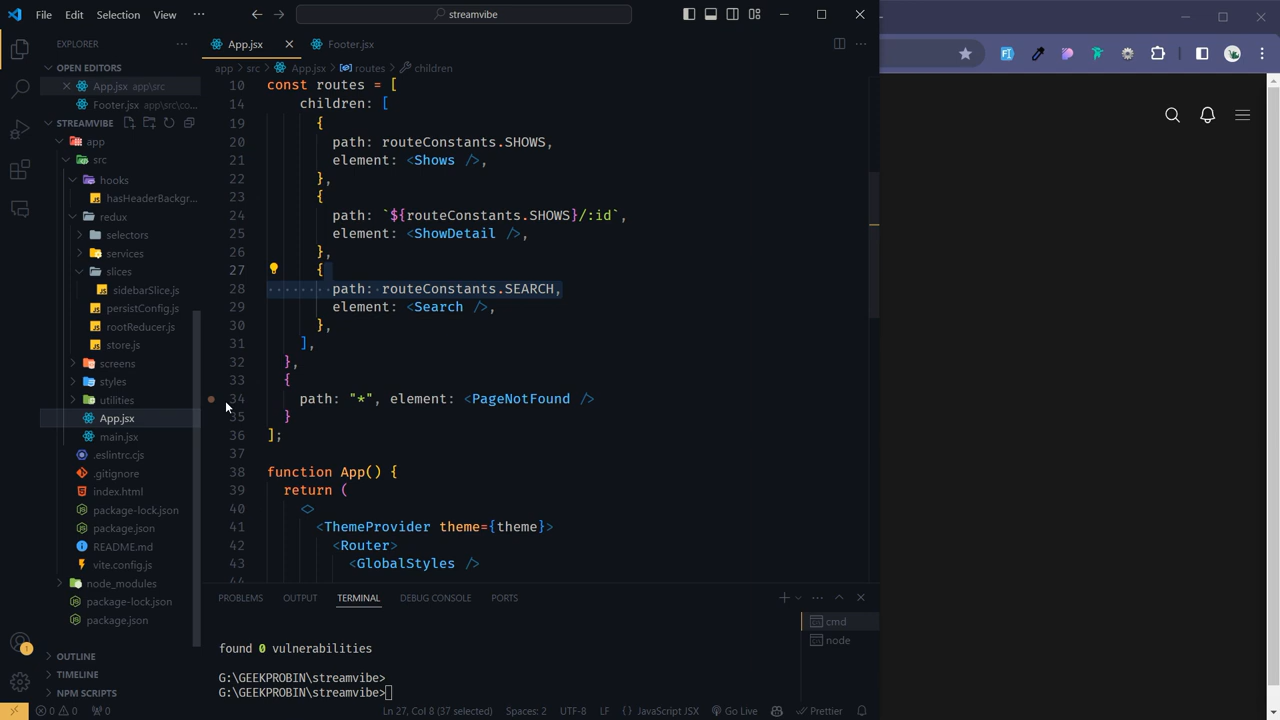 File Edit Selection View ··· streamvibe
EXPLORER ···
App.jsx
Footer.jsx
OPEN EDITORS
App.jsx app\src
Footer.jsx app\src\co...
STREAMVIBE
app
src
hooks
hasHeaderBackgr...
redux
selectors
services
slices
sidebarSlice.js
persistConfig.js
rootReducer.js
store.js
screens
styles
utilities
App.jsx
main.jsx
.eslintrc.cjs
.gitignore
index.html
package-lock.json
package.json
README.md
vite.config.js
node_modules
package-lock.json
package.json
OUTLINE
TIMELINE
NPM SCRIPTS
app > src > App.jsx > routes > children
10 const routes = [
14 children: [
19 {
20 path: routeConstants.SHOWS,
21 element: <Shows />,
22 },
23 {
24 path: `${routeConstants.SHOWS}/:id`,
25 element: <ShowDetail />,
26 },
27 {
28 path: routeConstants.SEARCH,
29 element: <Search />,
30 },
31 ],
32 },
33 {
34 path: "*", element: <PageNotFound />
35 }
36 ];
37
38 function App() {
39 return (
40 <>
41 <ThemeProvider theme={theme}>
42 <Router>
43 <GlobalStyles />
PROBLEMS OUTPUT TERMINAL DEBUG CONSOLE PORTS
cmd
node
found 0 vulnerabilities
G:\GEEKPROBIN\streamvibe>
G:\GEEKPROBIN\streamvibe>
0 0 0 Ln 27, Col 8 (37 selected) Spaces: 2 UTF-8 LF {} JavaScript JSX Go Live Prettier